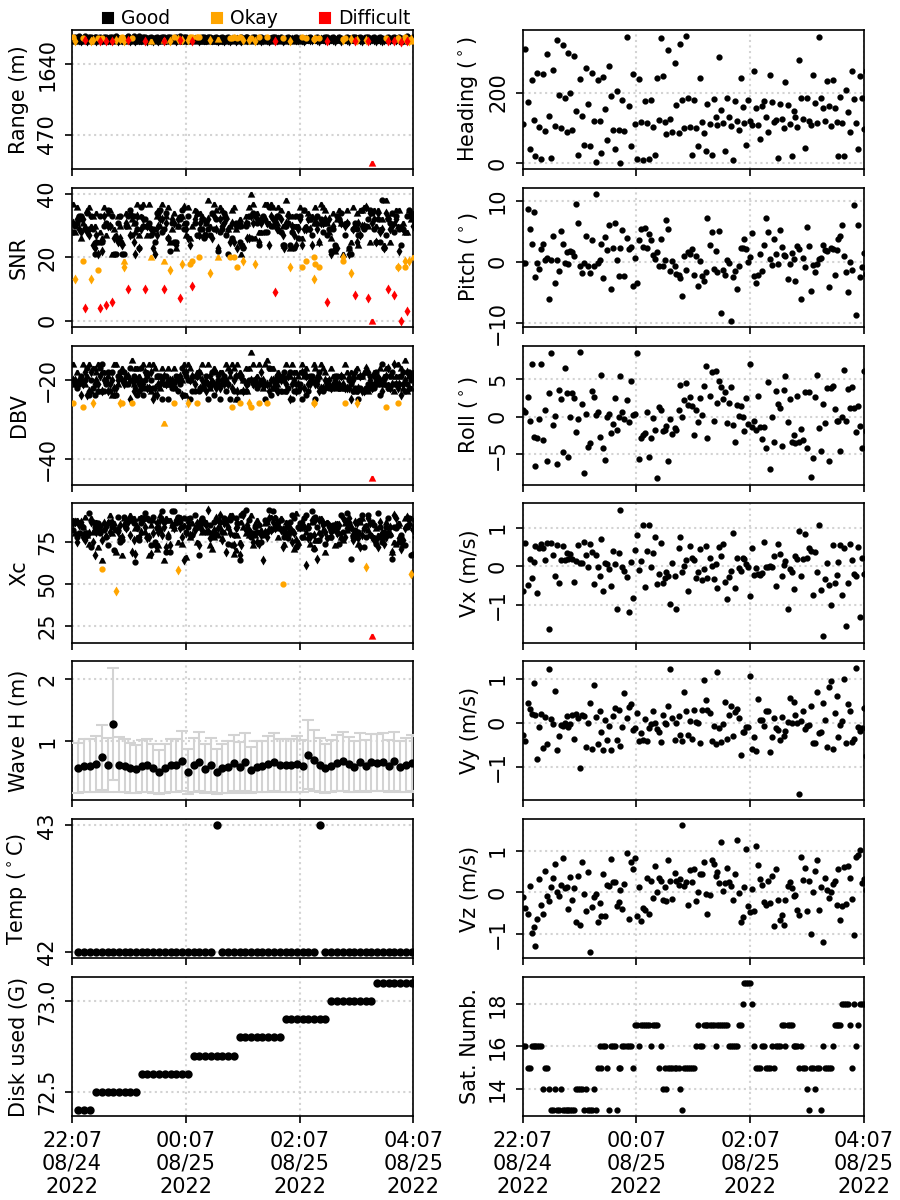 Good Okay Difficult
Range (m)
1640
470
Heading (°)
200
0
SNR
40
20
0
Pitch (°)
10
0
−10
DBV
−20
−40
Roll (°)
5
0
−5
Xc
75
50
25
Vx (m/s)
1
0
−1
Wave H (m)
2
1
Vy (m/s)
1
0
−1
Temp (°C)
43
42
Vz (m/s)
1
0
−1
Disk used (G)
73.0
72.5
Sat. Numb.
18
16
14
22:07 00:07 02:07 04:07
08/24 08/25 08/25 08/25
2022 2022 2022 2022
22:07 00:07 02:07 04:07
08/24 08/25 08/25 08/25
2022 2022 2022 2022